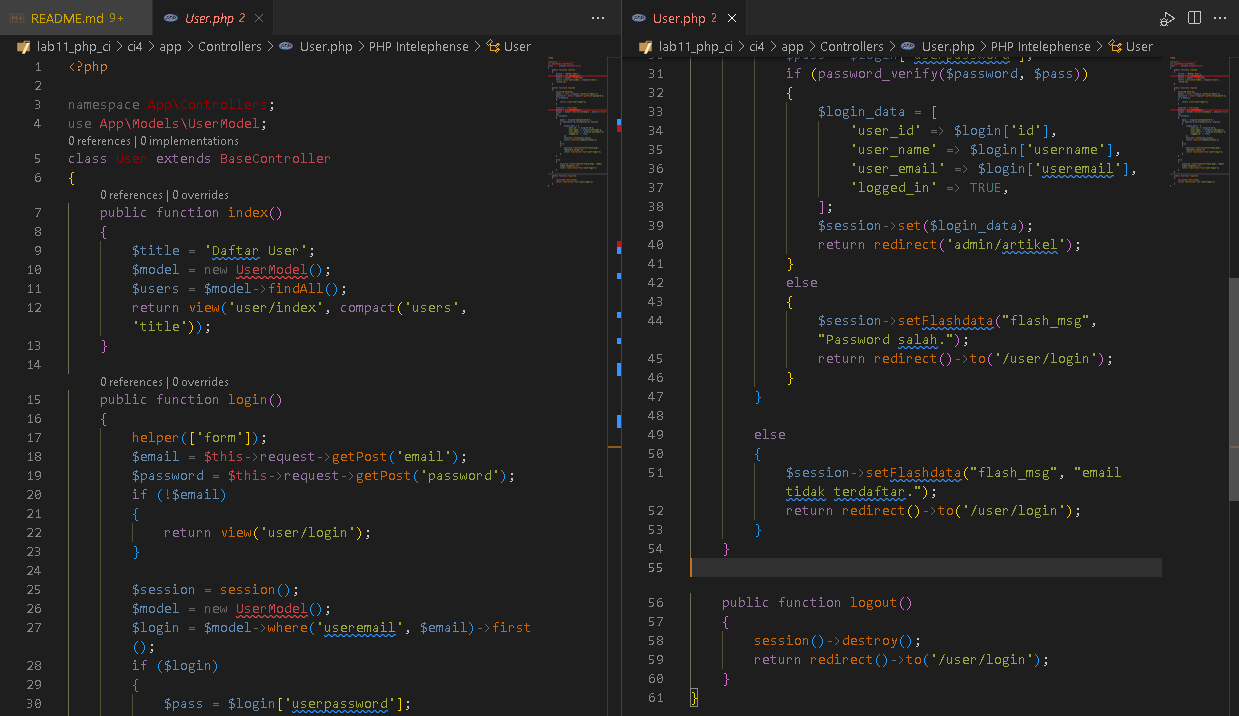 README.md 9+
User.php 2
lab11_php_ci > ci4 > app > Controllers > User.php > PHP Intelephense > User
1 <?php
2
3 namespace App\Controllers;
4 use App\Models\UserModel;
0 references | 0 implementations
5 class User extends BaseController
6 {
0 references | 0 overrides
7 public function index()
8 {
9 $title = 'Daftar User';
10 $model = new UserModel();
11 $users = $model->findAll();
12 return view('user/index', compact('users',
'title'));
13 }
14
0 references | 0 overrides
15 public function login()
16 {
17 helper(['form']);
18 $email = $this->request->getPost('email');
19 $password = $this->request->getPost('password');
20 if (!$email)
21 {
22 return view('user/login');
23 }
24
25 $session = session();
26 $model = new UserModel();
27 $login = $model->where('useremail', $email)->first
();
28 if ($login)
29 {
30 $pass = $login['userpassword'];
User.php 2
lab11_php_ci > ci4 > app > Controllers > User.php > PHP Intelephense > User
30 $pass = $login['userpassword'];
31 if (password_verify($password, $pass))
32 {
33 $login_data = [
34 'user_id' => $login['id'],
35 'user_name' => $login['username'],
36 'user_email' => $login['useremail'],
37 'logged_in' => TRUE,
38 ];
39 $session->set($login_data);
40 return redirect('admin/artikel');
41 }
42 else
43 {
44 $session->setFlashdata("flash_msg",
"Password salah.");
45 return redirect()->to('/user/login');
46 }
47 }
48
49 else
50 {
51 $session->setFlashdata("flash_msg", "email
tidak terdaftar.");
52 return redirect()->to('/user/login');
53 }
54 }
55
56 public function logout()
57 {
58 session()->destroy();
59 return redirect()->to('/user/login');
60 }
61 }